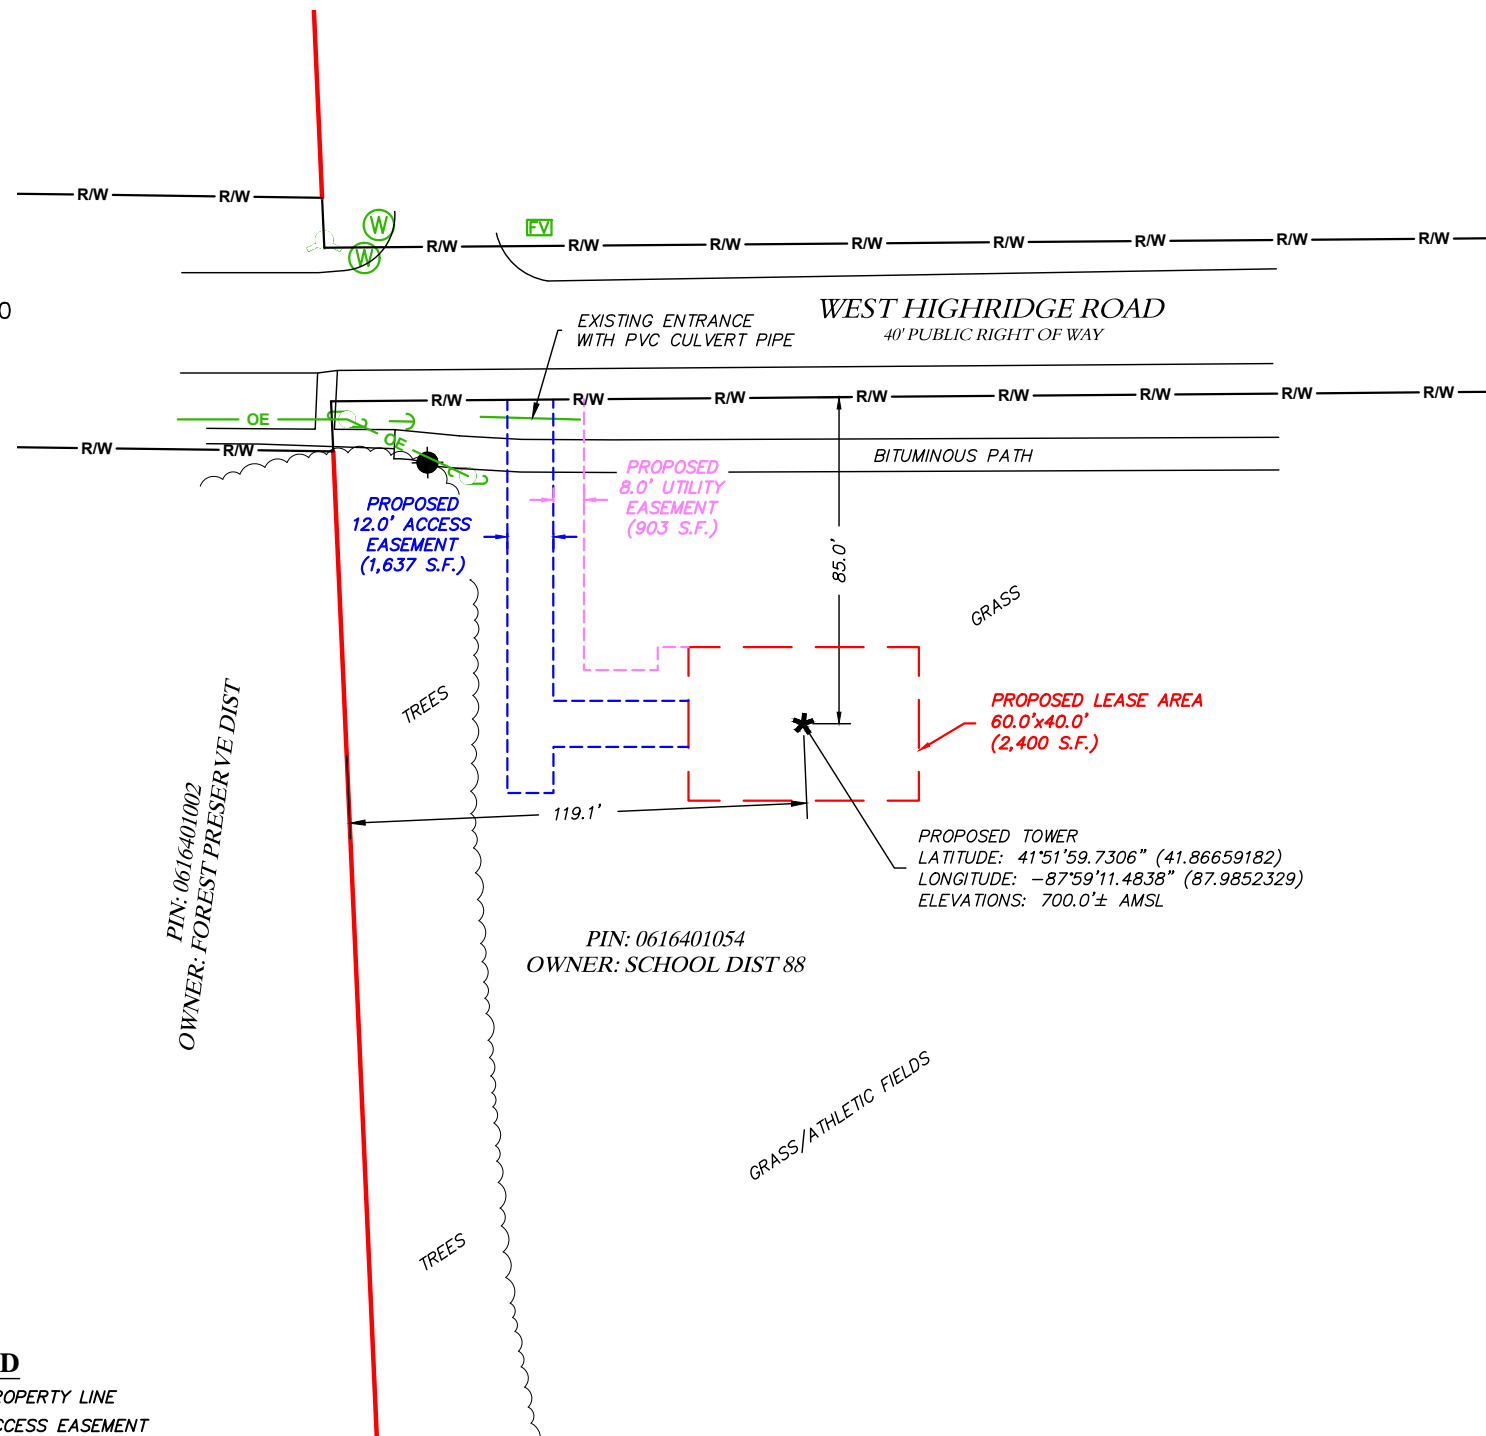 R/W R/W
W
W
FV
R/W R/W R/W R/W R/W R/W R/W R/W
WEST HIGHRIDGE ROAD
40' PUBLIC RIGHT OF WAY
EXISTING ENTRANCE
WITH PVC CULVERT PIPE
R/W R/W R/W R/W R/W R/W R/W R/W
OE
OE
R/W R/W
BITUMINOUS PATH
PROPOSED
8.0' UTILITY
EASEMENT
(903 S.F.)
PROPOSED
12.0' ACCESS
EASEMENT
(1,637 S.F.)
85.0'
GRASS
TREES
PROPOSED LEASE AREA
60.0'x40.0'
(2,400 S.F.)
119.1'
PROPOSED TOWER
LATITUDE: 41°51'59.7306" (41.86659182)
LONGITUDE: -87°59'11.4838" (87.9852329)
ELEVATIONS: 700.0'± AMSL
PIN: 0616401002
OWNER: FOREST PRESERVE DIST
PIN: 0616401054
OWNER: SCHOOL DIST 88
GRASS/ATHLETIC FIELDS
TREES
D
ROPERTY LINE
CCESS EASEMENT